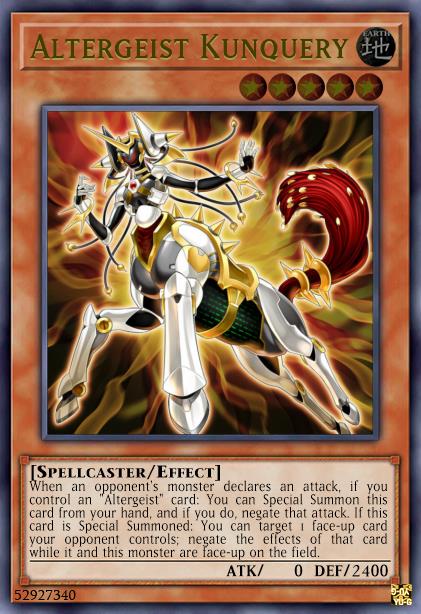 ALTERGEIST KUNQUERY
EARTH
地
[SPELLCASTER/EFFECT]
When an opponent's monster declares an attack, if you
control an "Altergeist" card: You can Special Summon this
card from your hand, and if you do, negate that attack. If this
card is Special Summoned: You can target 1 face-up card
your opponent controls; negate the effects of that card
while it and this monster are face-up on the field.
ATK/ 0 DEF/2400
52927340